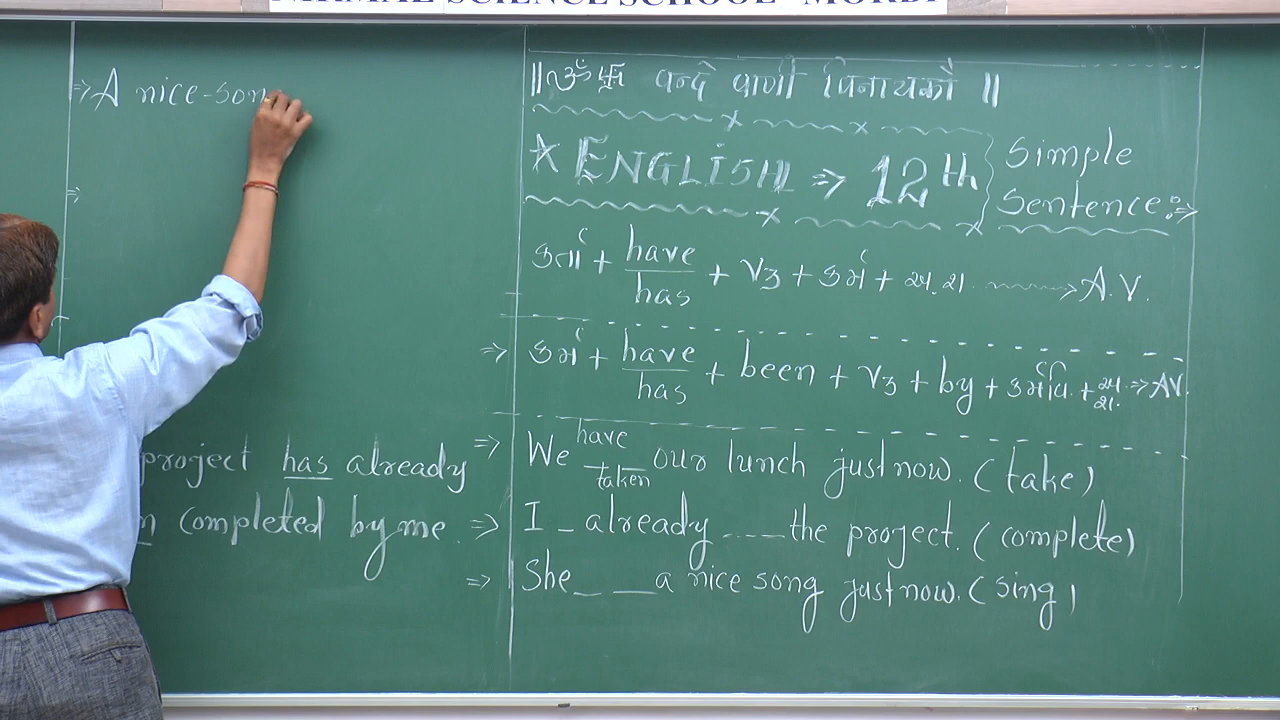 NIRMAL SCIENCE SCHOOL - MORBI
⇒ A nice-son
⇒
project has already
n completed by me.
॥ ॐ 卐 वन्दे वाणी विनायकौ ॥
* ENGLISH ⇒ 12th } Simple Sentence:⇒
કર્તા + have/has + V3 + કર્મ + અ.શ. ⇒ A.V.
⇒ કર્મ + have/has + been + V3 + by + કર્મવિ. + અ.શ. ⇒ AV.
⇒ We have taken our lunch just now. (take)
⇒ I _ already ---- the project. (complete)
⇒ She _ _ a nice song just now. (sing)